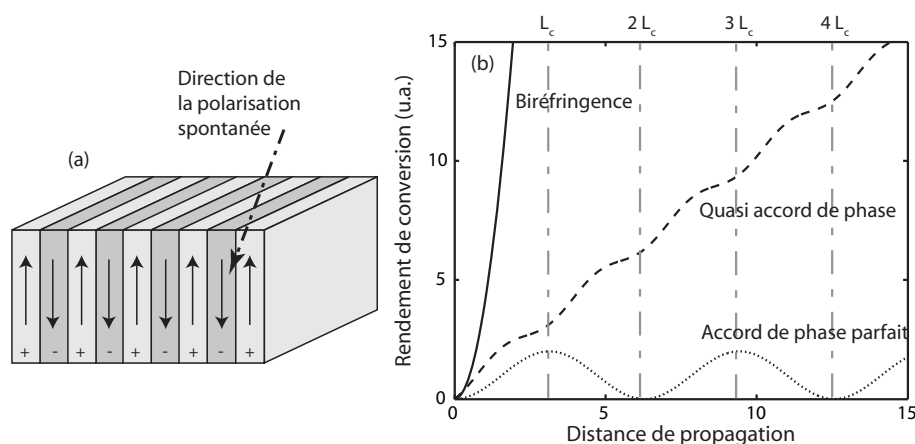 Direction de
la polarisation
spontanée
(a)
+ - + - + - + - +
L_c 2 L_c 3 L_c 4 L_c
(b)
Rendement de conversion (u.a.)
15
10
5
0
Biréfringence
Quasi accord de phase
Accord de phase parfait
0 5 10 15
Distance de propagation